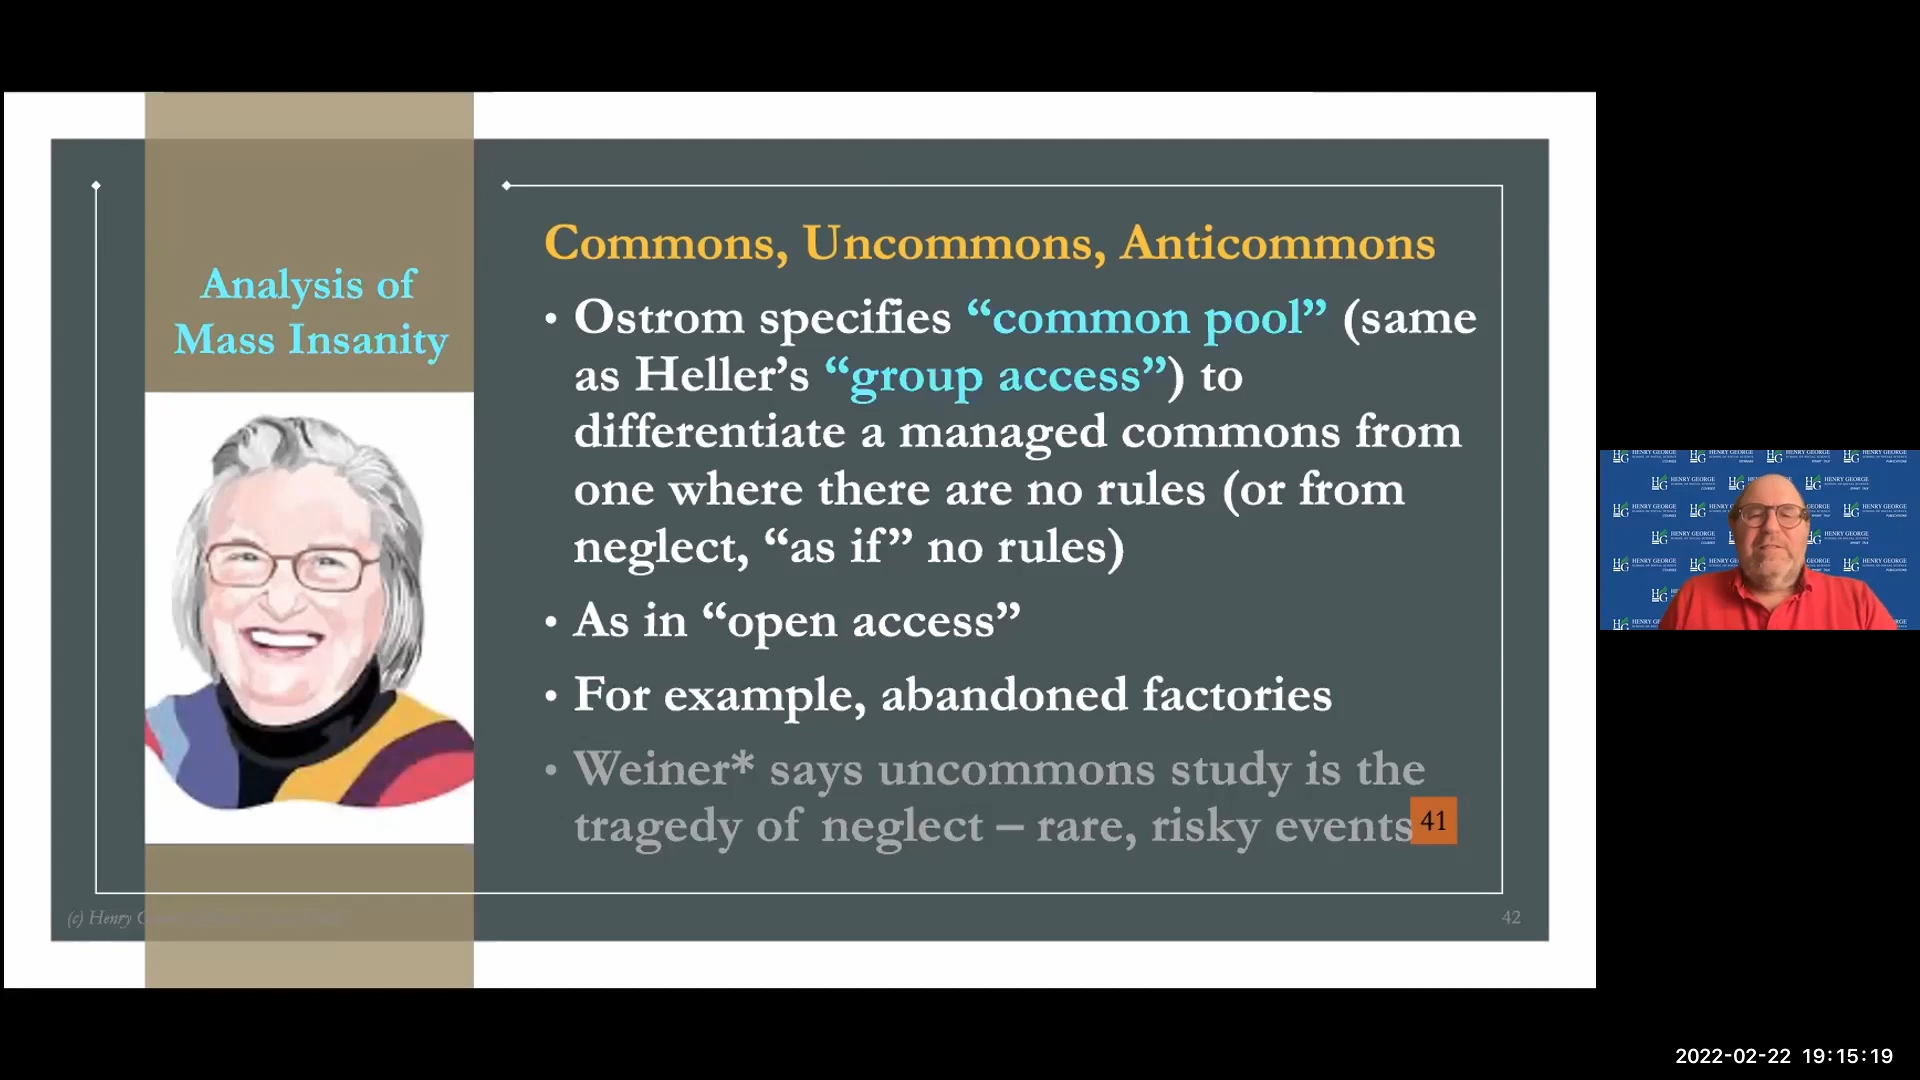 Analysis of
Mass Insanity
Commons, Uncommons, Anticommons
• Ostrom specifies “common pool” (same
as Heller’s “group access”) to
differentiate a managed commons from
one where there are no rules (or from
neglect, “as if” no rules)
• As in “open access”
• For example, abandoned factories
• Weiner* says uncommons study is the
tragedy of neglect – rare, risky events
41
(c) Henry
42
HG HENRY GEORGE
2022-02-22 19:15:19